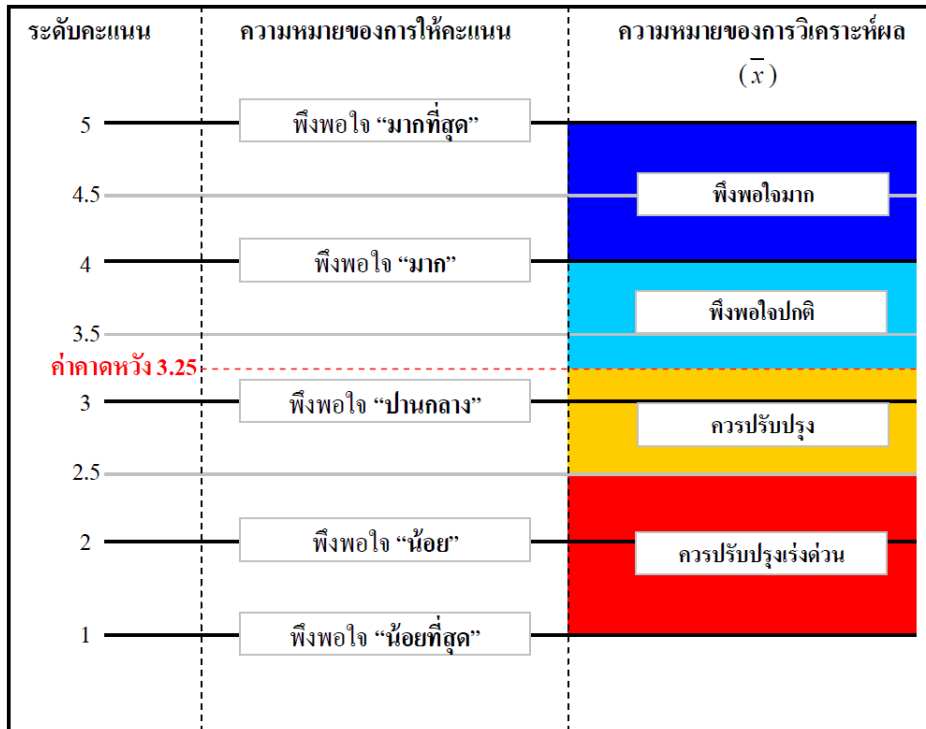 ระดับคะแนน ความหมายของการให้คะแนน ความหมายของการวิเคราะห์ผล
(x̄)
5 พึงพอใจ “มากที่สุด”
4.5 พึงพอใจมาก
4 พึงพอใจ “มาก”
พึงพอใจปกติ
3.5
ค่าคาดหวัง 3.25
3 พึงพอใจ “ปานกลาง”
ควรปรับปรุง
2.5
2 พึงพอใจ “น้อย” ควรปรับปรุงเร่งด่วน
1 พึงพอใจ “น้อยที่สุด”